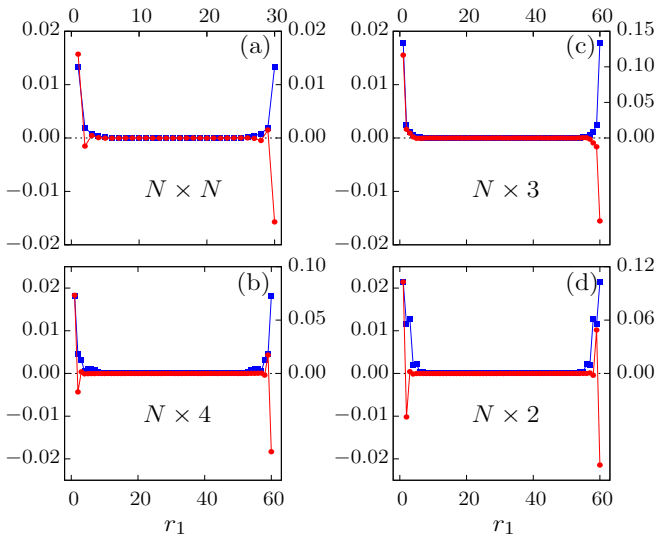 0 10 20 30 0 20 40 60
0.02 (a) 0.02 0.02 (c) 0.15
0.01 0.01 0.10
0.01 0.05
0.00 0.00 0.00 0.00
−0.01 N × N −0.01 N × 3
−0.02 −0.02
0.02 (b) 0.10 0.02 (d) 0.12
0.01 0.05 0.01 0.06
0.00 0.00 0.00 0.00
−0.01 N × 4 −0.01 N × 2
−0.02 −0.02
0 20 40 60 0 20 40 60
r₁ r₁